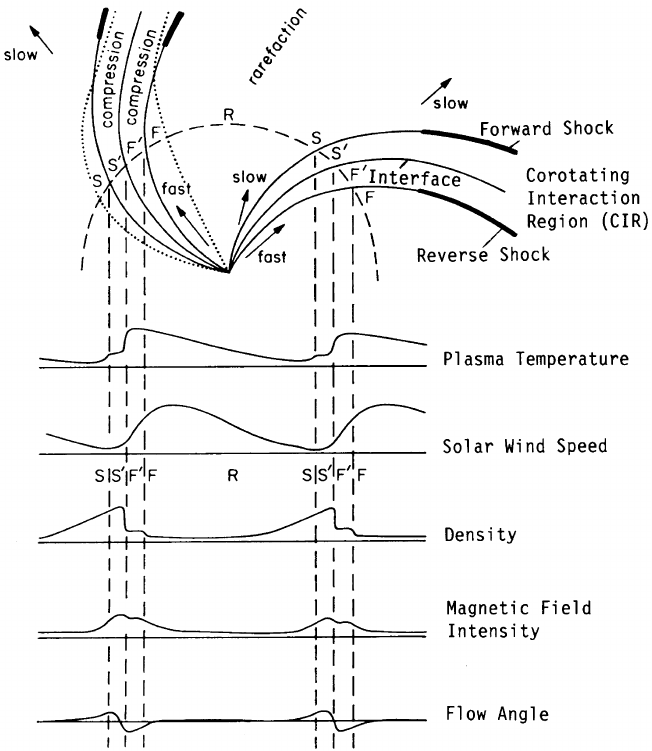 slow
compression
compression
rarefaction
R
slow
S S' F' F
S
S'
F'
F
Forward Shock
fast
slow
fast
Interface
Corotating
Interaction
Region (CIR)
Reverse Shock
Plasma Temperature
Solar Wind Speed
S S' F' F R S S' F' F
Density
Magnetic Field
Intensity
Flow Angle